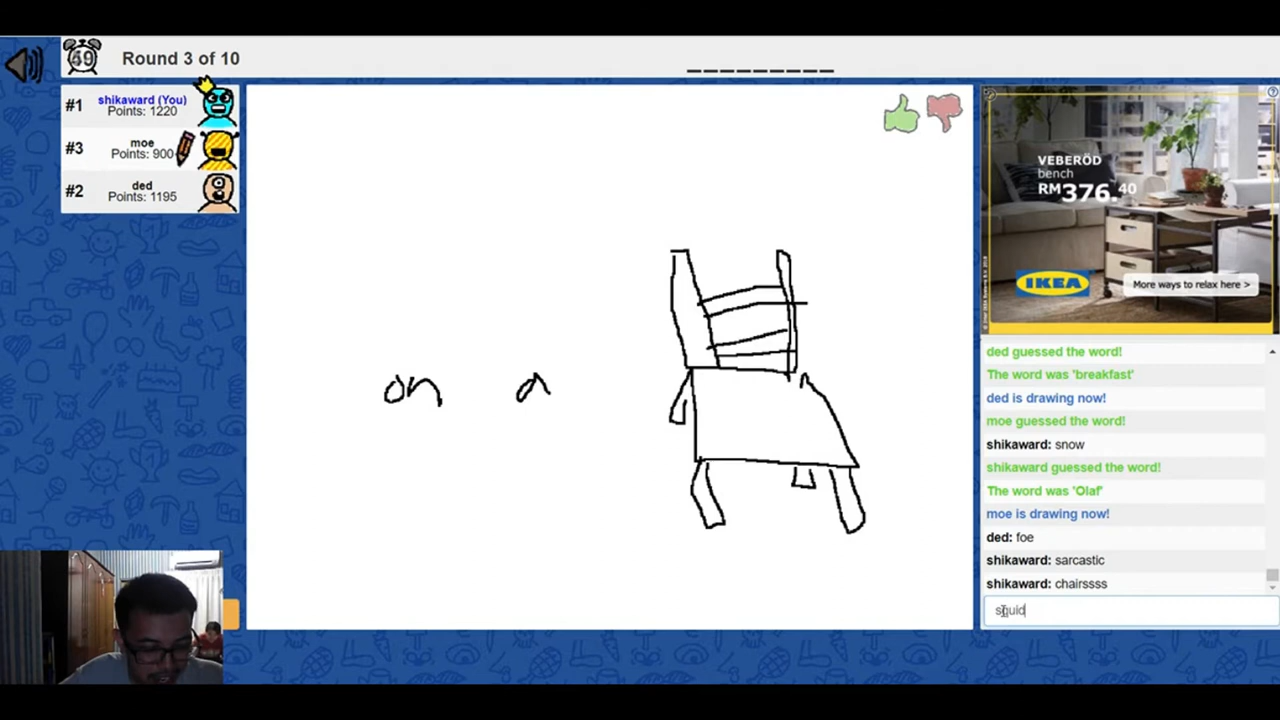 49
Round 3 of 10
_________
#1 shikaward (You)
Points: 1220
#3 moe
Points: 900
#2 ded
Points: 1195
on a
VEBERÖD
bench
RM376.40
IKEA
More ways to relax here >
ded guessed the word!
The word was 'breakfast'
ded is drawing now!
moe guessed the word!
shikaward: snow
shikaward guessed the word!
The word was 'Olaf'
moe is drawing now!
ded: foe
shikaward: sarcastic
shikaward: chairssss
squid